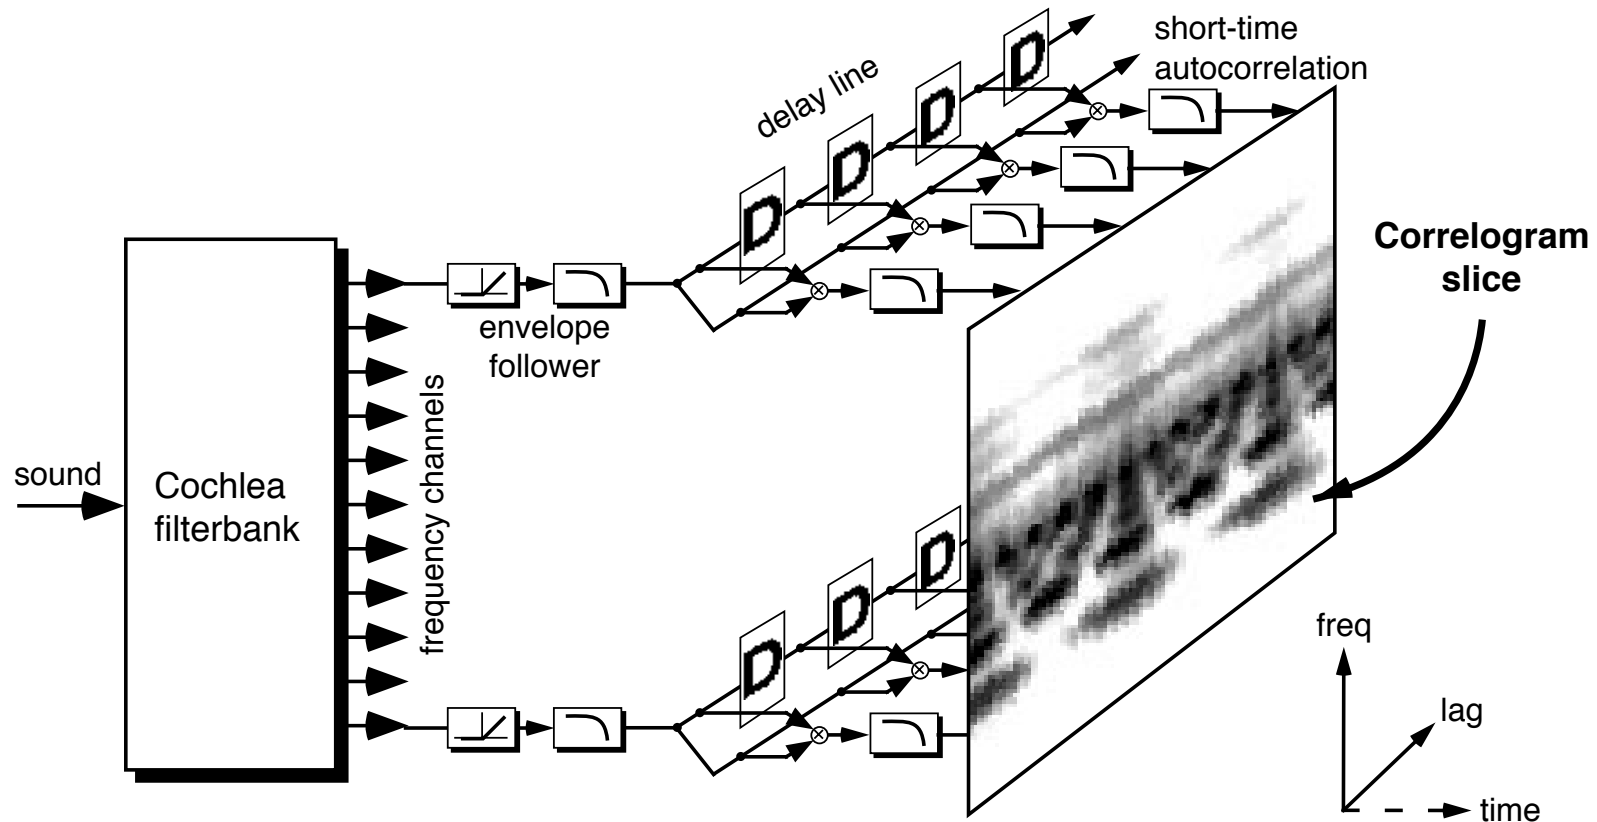 short-time
autocorrelation
delay line
D
D
D
D
Correlogram
slice
envelope
follower
frequency channels
sound
Cochlea
filterbank
D
D
D
freq
lag
time